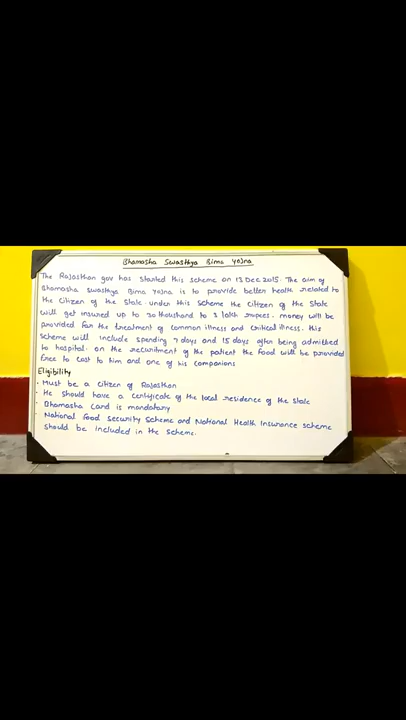 Bhamasha Swasthya Bima Yojna
The Rajasthan gov has started this scheme on 13 Dec 2015. The aim of
Bhamasha Swasthya Bima Yojna is to provide better health related to
the Citizen of the State under this Scheme the Citizen of the State
will get insured up to 30 thousand to 3 lakh rupees. money will be
provided for the treatment of common illness and critical illness. this
scheme will include spending 7 days and 15 days after being admitted
to hospital. on the recuritment of the patient the food will be provided
free to cast to him and one of his companions
Eligibility
· Must be a citizen of Rajasthan
· He should have a certificate of the local residence of the State
· Bhamasha Card is mandatory
· National Food Security Scheme and National Health Insurance scheme
should be included in the Scheme.